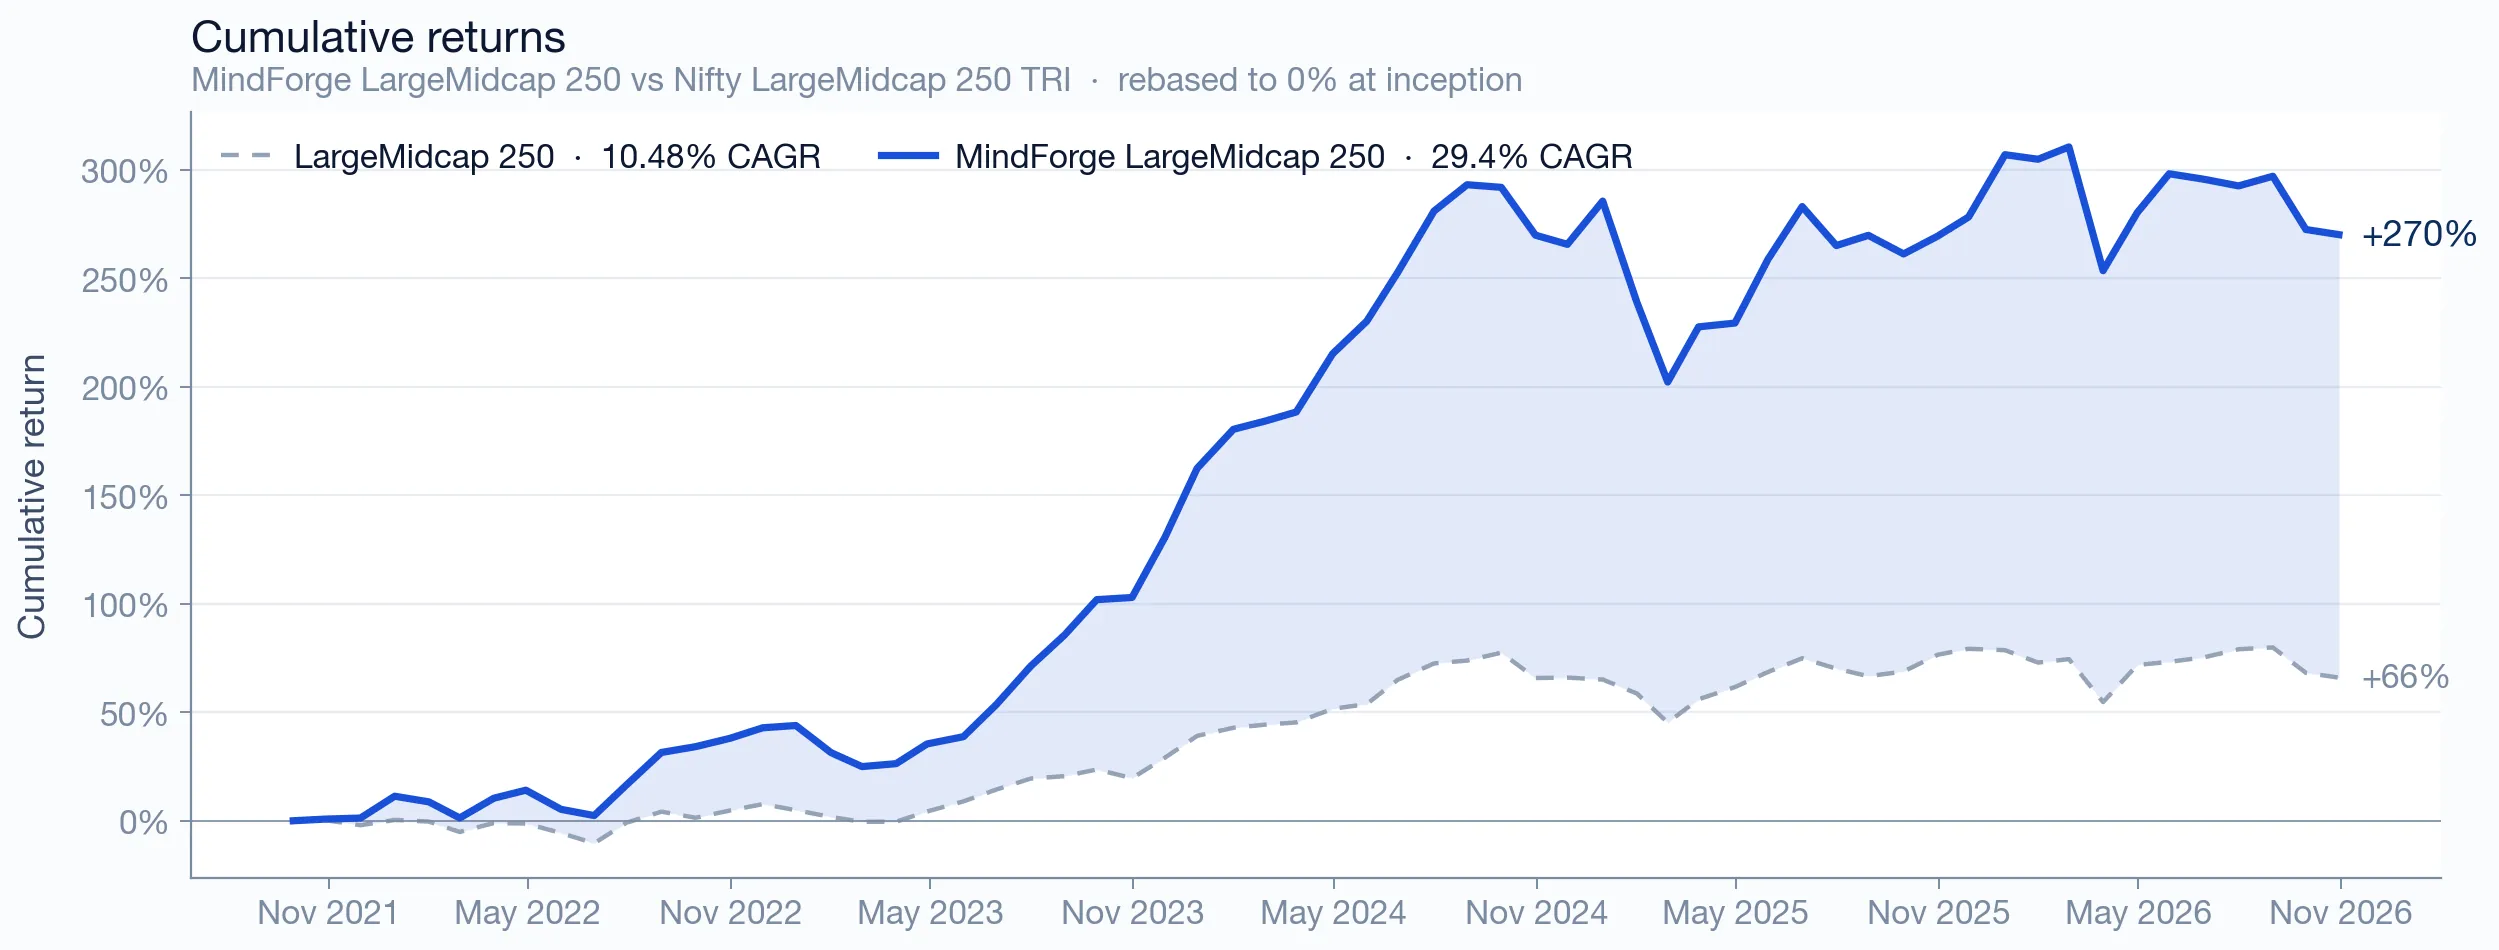 Cumulative returns
MindForge LargeMidcap 250 vs Nifty LargeMidcap 250 TRI · rebased to 0% at inception
LargeMidcap 250 · 10.48% CAGR
MindForge LargeMidcap 250 · 29.4% CAGR
Cumulative return
300%
250%
200%
150%
100%
50%
0%
+270%
+66%
Nov 2021
May 2022
Nov 2022
May 2023
Nov 2023
May 2024
Nov 2024
May 2025
Nov 2025
May 2026
Nov 2026